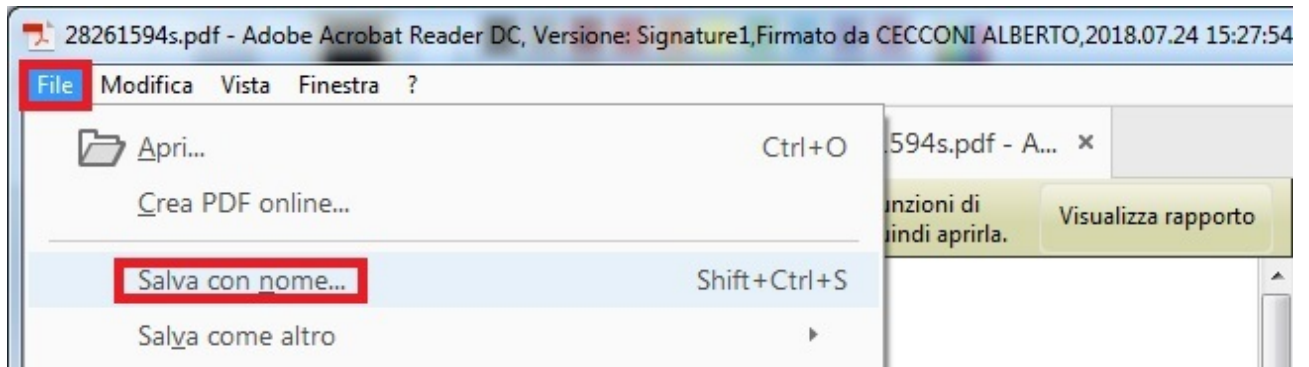 28261594s.pdf - Adobe Acrobat Reader DC, Versione: Signature1,Firmato da CECCONI ALBERTO,2018.07.24 15:27:54
File Modifica Vista Finestra ?
Apri... Ctrl+O
.594s.pdf - A... ×
Crea PDF online...
di
aprirla.
Visualizza rapporto
Salva con nome... Shift+Ctrl+S
Salva come altro